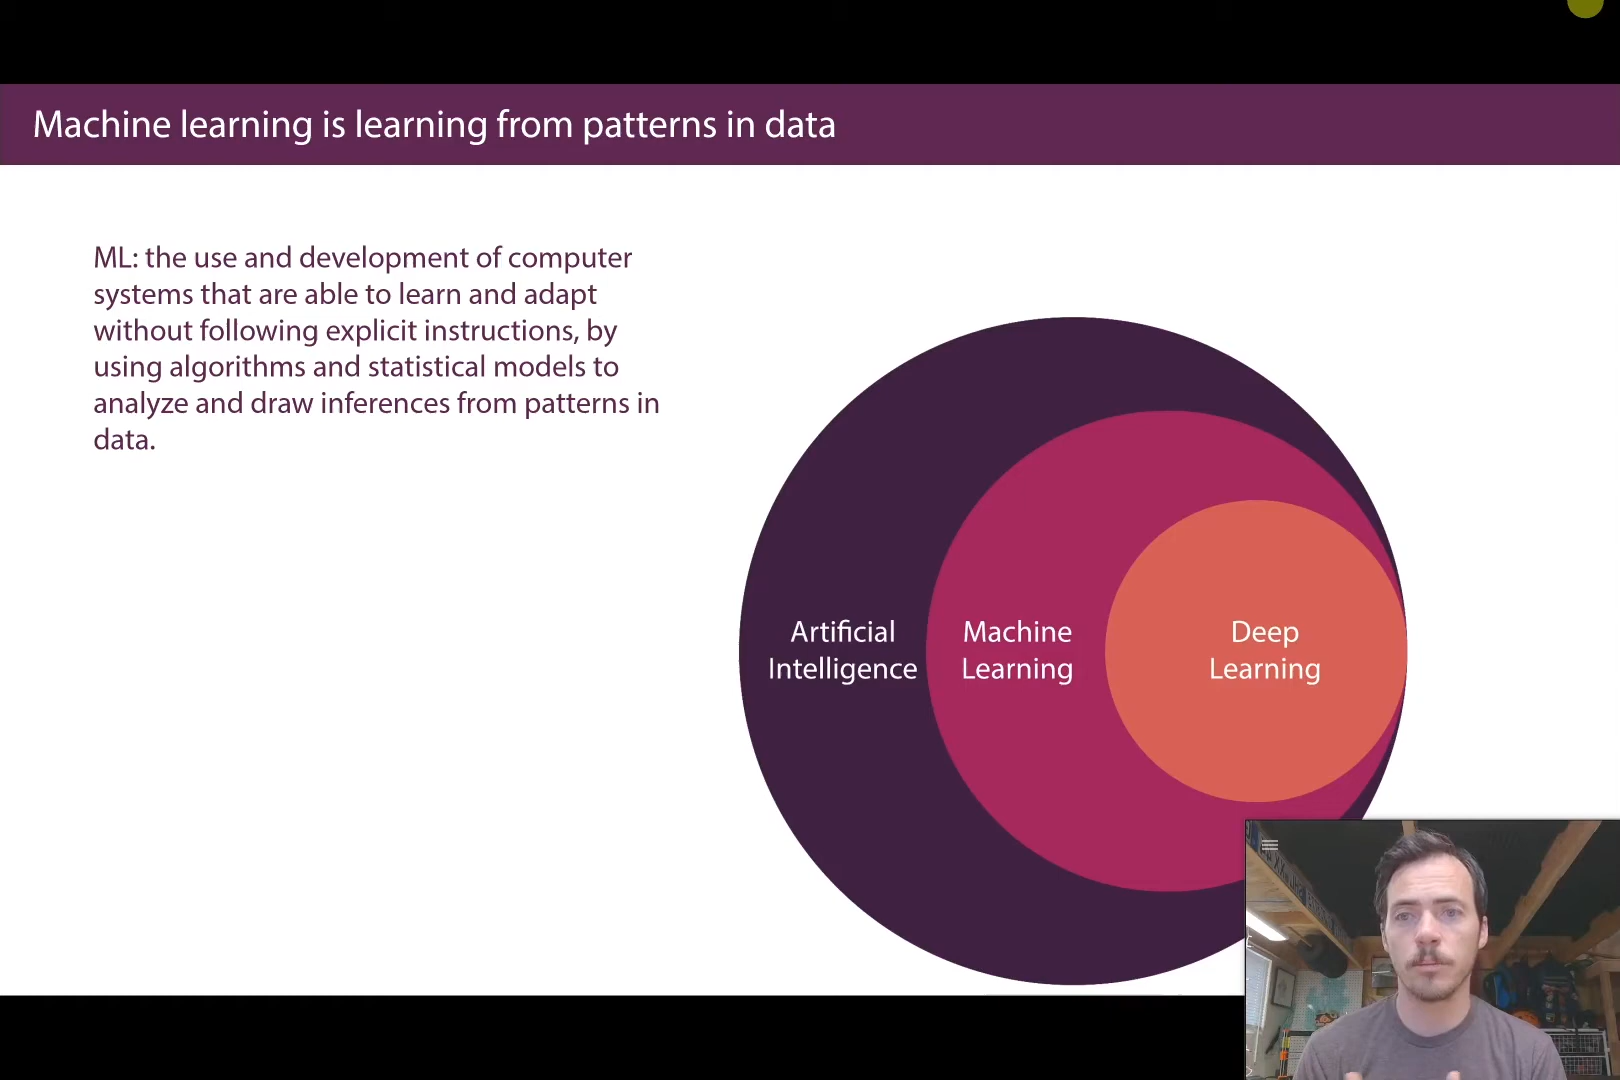 Machine learning is learning from patterns in data
ML: the use and development of computer
systems that are able to learn and adapt
without following explicit instructions, by
using algorithms and statistical models to
analyze and draw inferences from patterns in
data.
Artificial
Intelligence
Machine
Learning
Deep
Learning